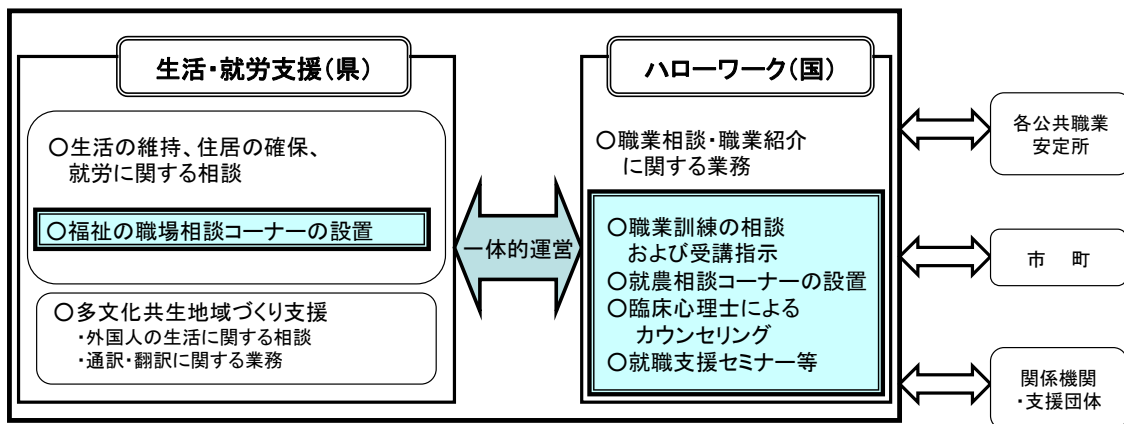 生活・就労支援(県)
〇生活の維持、住居の確保、
就労に関する相談
〇福祉の職場相談コーナーの設置
〇多文化共生地域づくり支援
・外国人の生活に関する相談
・通訳・翻訳に関する業務
一体的運営
ハローワーク(国)
〇職業相談・職業紹介
に関する業務
〇職業訓練の相談
および受講指示
〇就農相談コーナーの設置
〇臨床心理士による
カウンセリング
〇就職支援セミナー等
各公共職業
安定所
市 町
関係機関
・支援団体